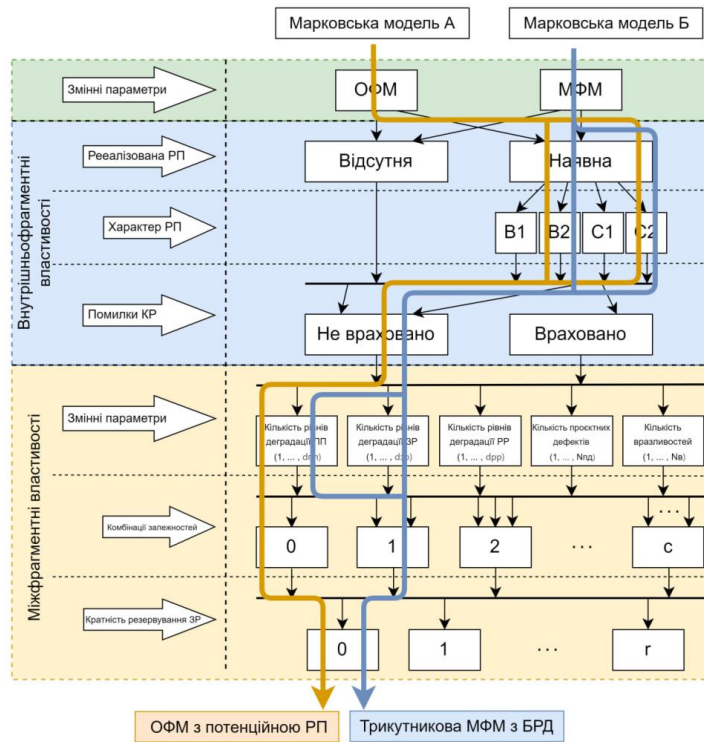 Марковська модель А
Марковська модель Б
Змінні параметри
ОФМ
МФМ
Внутрішньофрагментні
властивості
Рееалізована РП
Відсутня
Наявна
Характер РП
В1
В2
С1
С2
Помилки КР
Не враховано
Враховано
Міжфрагментні властивості
Змінні параметри
Кількість рівнів
деградації ПП
(1, ... , dпп)
Кількість рівнів
деградації ЗР
(1, ... , dзр)
Кількість рівнів
деградації РР
(1, ... , dрр)
Кількість проєктних
дефектів
(1, ... , Nпд)
Кількість
вразливостей
(1, ... , Nв)
Комбінації залежностей
...
0
1
2
...
c
Кратність резервування ЗР
0
1
...
r
ОФМ з потенційною РП
Трикутникова МФМ з БРД